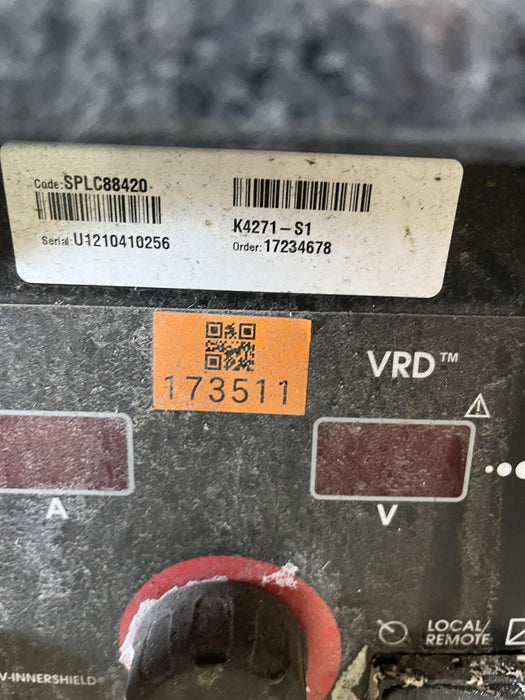 Code: SPLC88420
Serial: U1210410256
K4271-S1
Order: 17234678
173511
VRD™
A
V
LOCAL/
REMOTE
V-INNERSHIELD